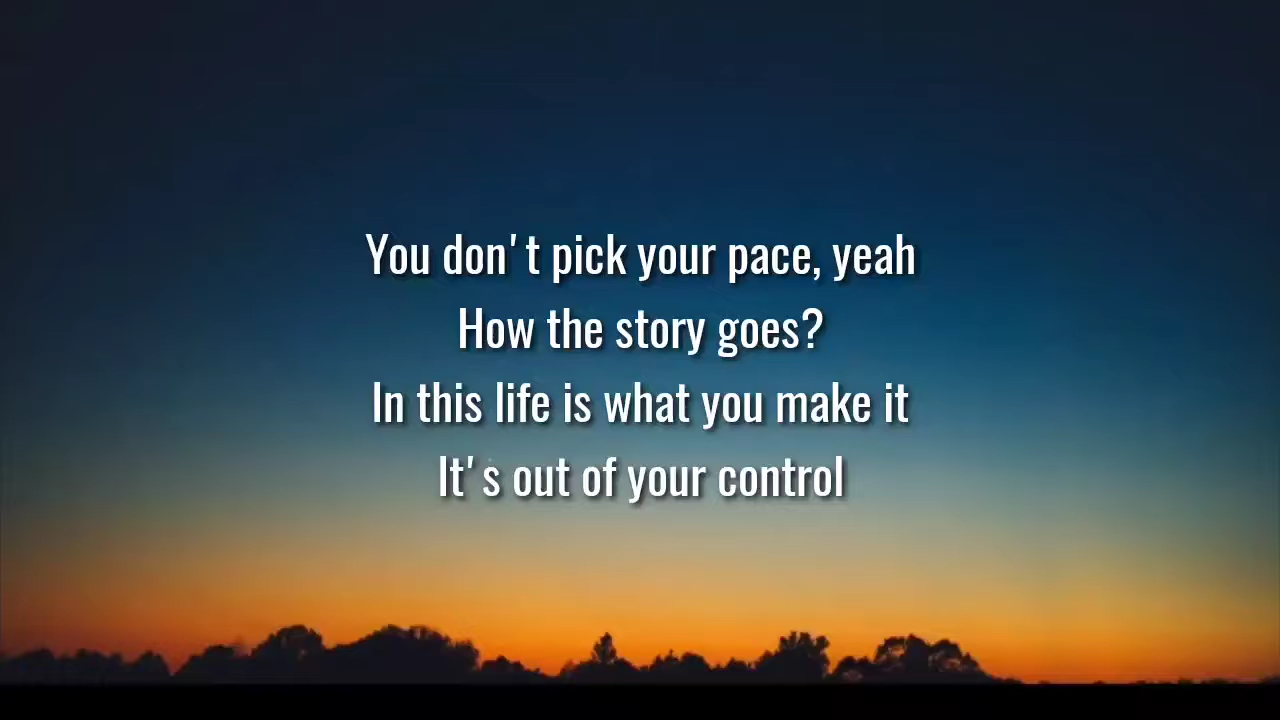 You don't pick your pace, yeah
How the story goes?
In this life is what you make it
It's out of your control